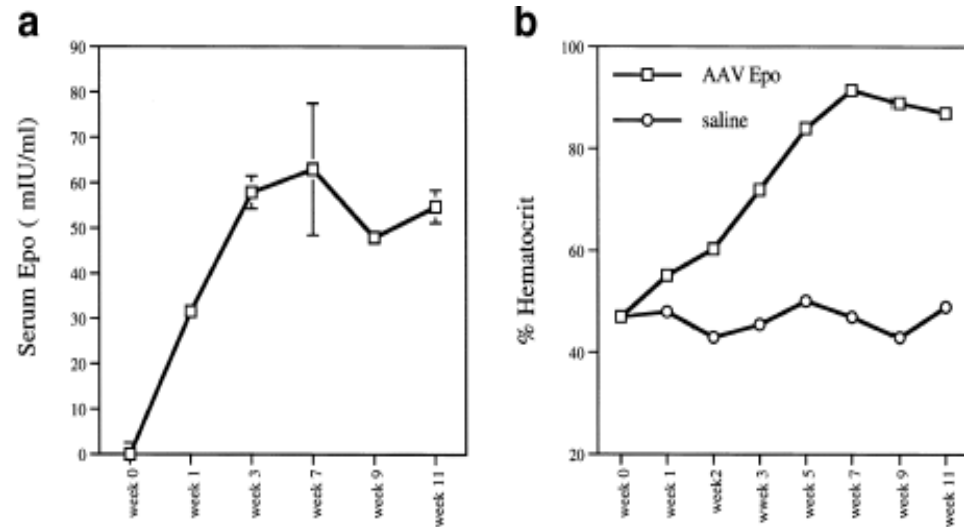 a
Serum Epo ( mIU/ml)
90
80
70
60
50
40
30
20
10
0
week 0
week 1
week 3
week 7
week 9
week 11
b
% Hematocrit
100
80
60
40
20
AAV Epo
saline
week 0
week 1
week2
wweek 3
week 5
week 7
week 9
week 11